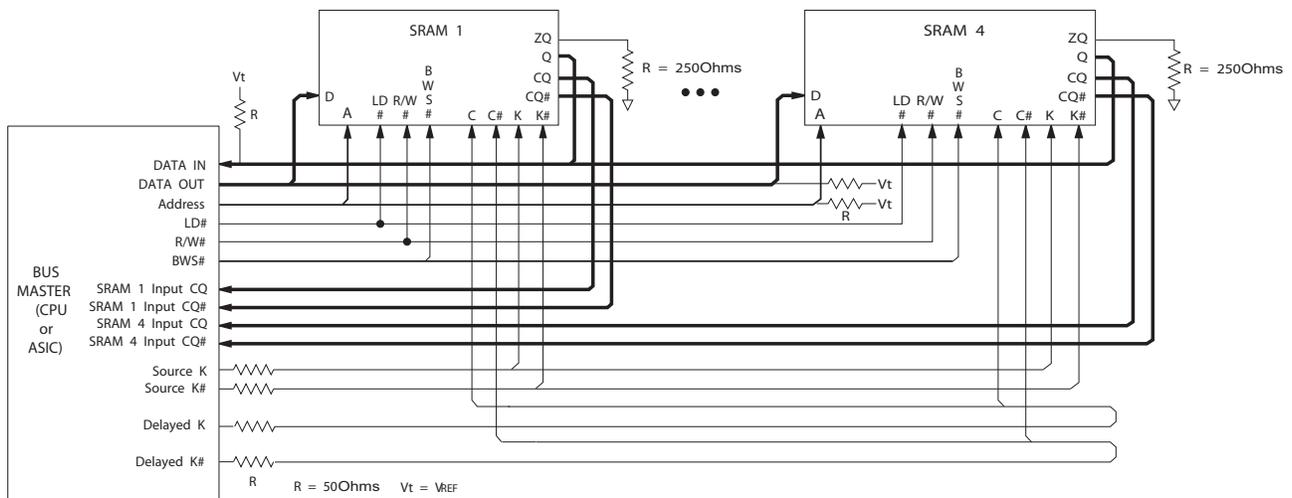 SRAM 1
ZQ
Q
CQ
CQ#
D
A
LD
#
R/W
#
B
W
S
#
C
C#
K
K#
R = 250Ohms
SRAM 4
ZQ
Q
CQ
CQ#
D
A
LD
#
R/W
#
B
W
S
#
C
C#
K
K#
R = 250Ohms
Vt
R
DATA IN
DATA OUT
Address
LD#
R/W#
BWS#
Vt
Vt
R
BUS
MASTER
(CPU
or
ASIC)
SRAM 1 Input CQ
SRAM 1 Input CQ#
SRAM 4 Input CQ
SRAM 4 Input CQ#
Source K
Source K#
Delayed K
Delayed K#
R
R = 50Ohms Vt = VREF